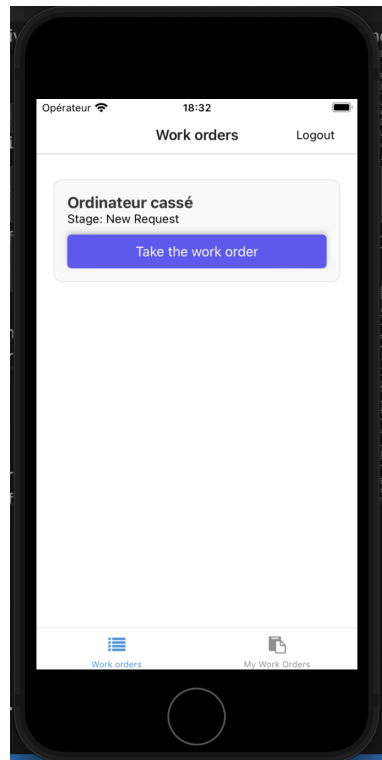 Opérateur 18:32
Work orders Logout
Ordinateur cassé
Stage: New Request
Take the work order
Work orders My Work Orders